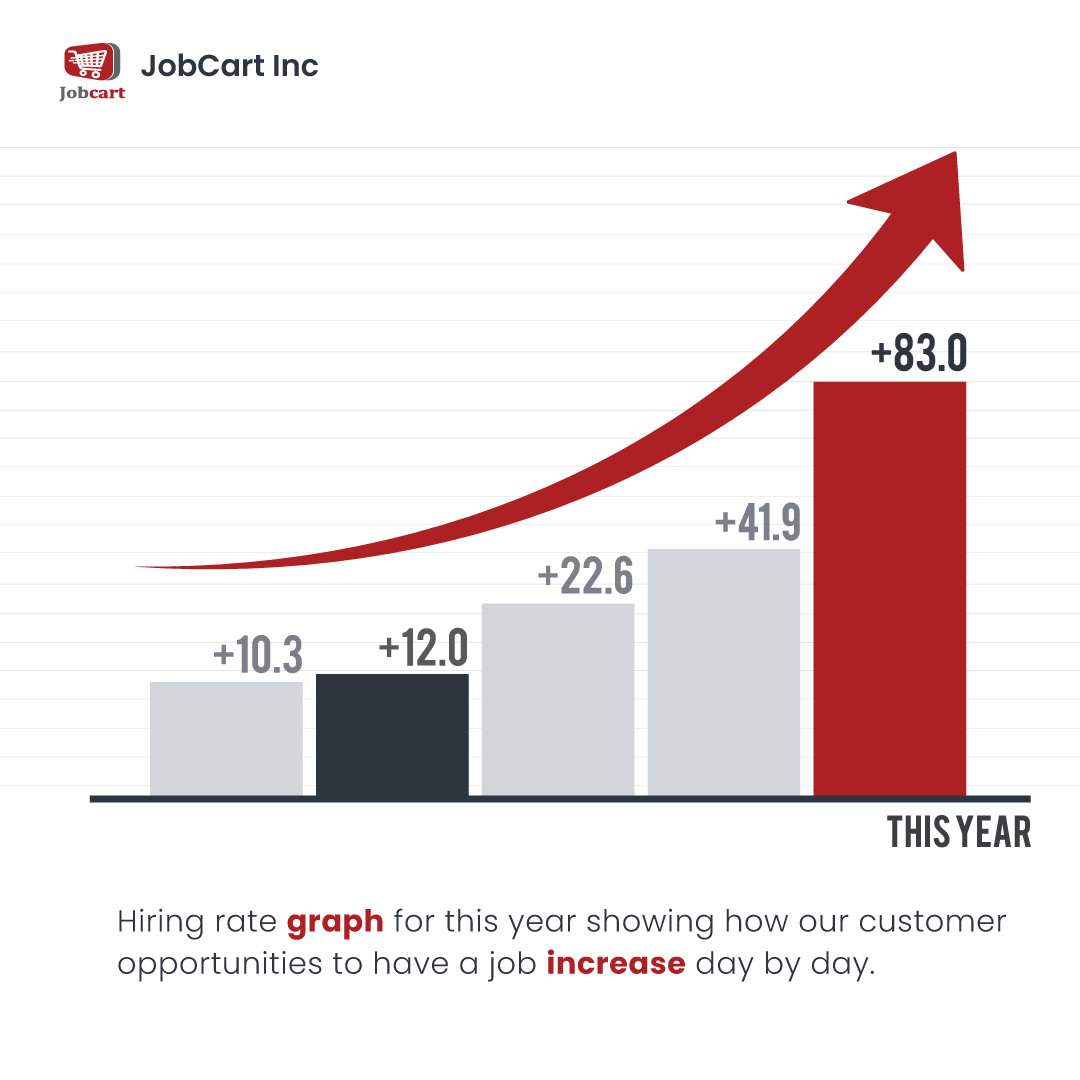 JobCart Inc
Jobcart
+83.0
+41.9
+22.6
+12.0
+10.3
THIS YEAR
Hiring rate graph for this year showing how our customer
opportunities to have a job increase day by day.